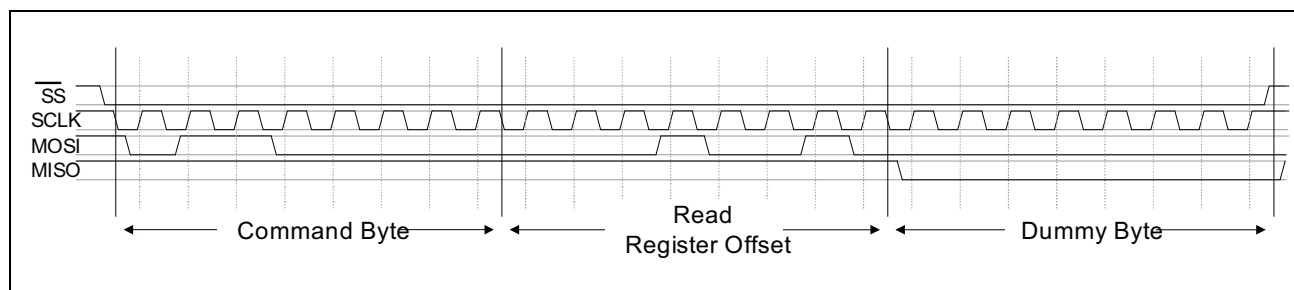 SS
SCLK
MOSI
MISO
Command Byte
Read
Register Offset
Dummy Byte